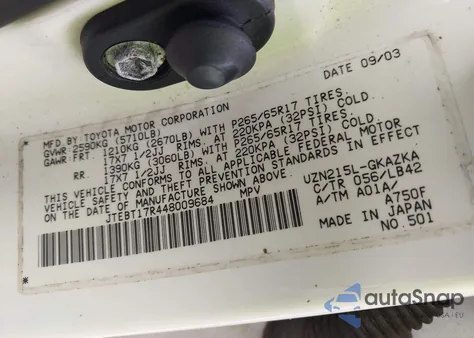 DATE 09/03
MFD BY: TOYOTA MOTOR CORPORATION
GVWR: 2590KG (5710LB)
GAWR: FRT. 1210KG (2670LB) WITH P265/65R17 TIRES.
17X7 1/2JJ RIMS, AT 220KPA (32PSI) COLD
RR. 1390KG (3060LB) WITH P265/65R17 TIRES.
17X7 1/2JJ RIMS, AT 220KPA (32PSI) COLD
THIS VEHICLE CONFORMS TO ALL APPLICABLE FEDERAL MOTOR
VEHICLE SAFETY AND THEFT PREVENTION STANDARDS IN EFFECT
ON THE DATE OF MANUFACTURE SHOWN ABOVE.
JTEBT17R448009684 MPV
UZN215L-GKAZKA
C/TR 056/LB42
A/TM A01A/ A750F
MADE IN JAPAN
NO.501
autoSnap